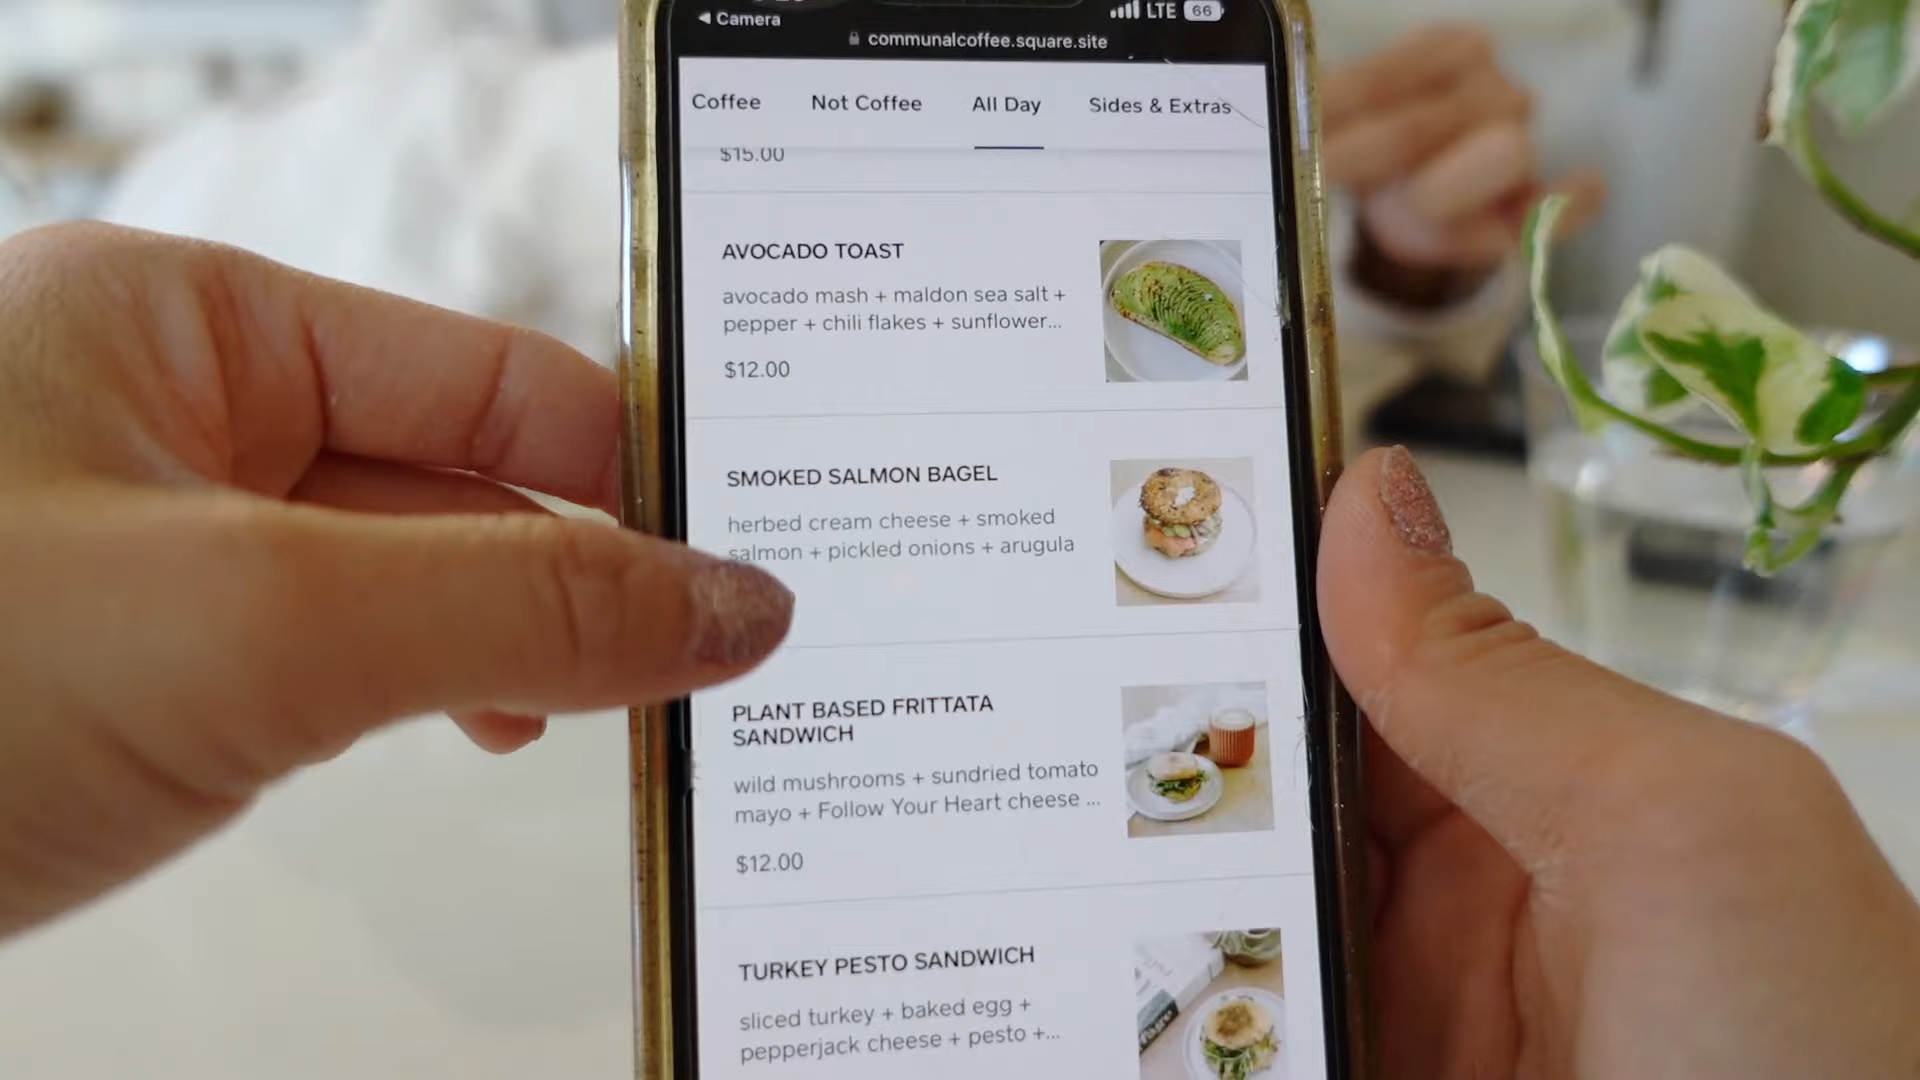 ◀ Camera
LTE 66
communalcoffee.square.site
Coffee Not Coffee All Day Sides & Extras
$15.00
AVOCADO TOAST
avocado mash + maldon sea salt +
pepper + chili flakes + sunflower...
$12.00
SMOKED SALMON BAGEL
herbed cream cheese + smoked
salmon + pickled onions + arugula
PLANT BASED FRITTATA
SANDWICH
wild mushrooms + sundried tomato
mayo + Follow Your Heart cheese ...
$12.00
TURKEY PESTO SANDWICH
sliced turkey + baked egg +
pepperjack cheese + pesto +...